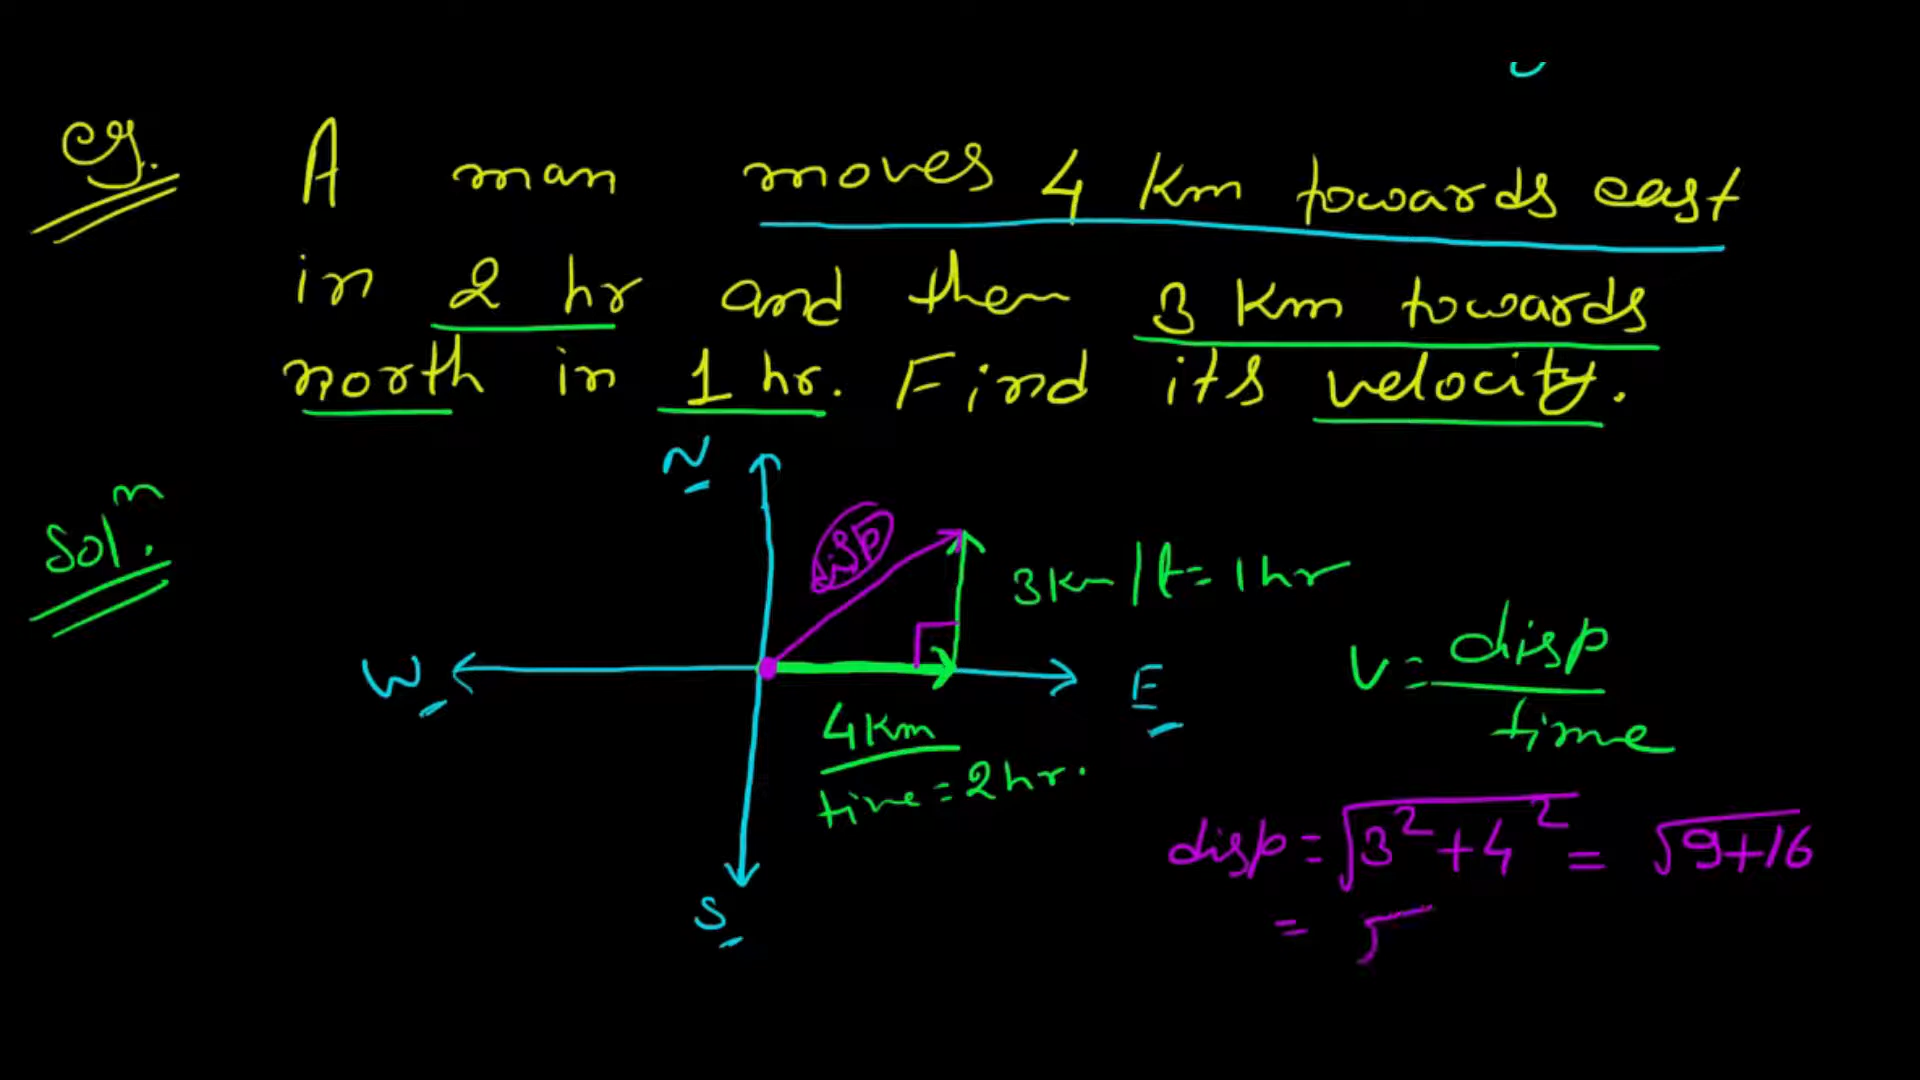 eg. A man moves 4 Km towards east
in 2 hr and then 3 Km towards
north in 1 hr. Find its velocity.
Solⁿ.
N
disp
3Km / t = 1hr
W
E
4Km
time = 2hr.
S
v = disp / time
disp = √3² + 4² = √9+16
=